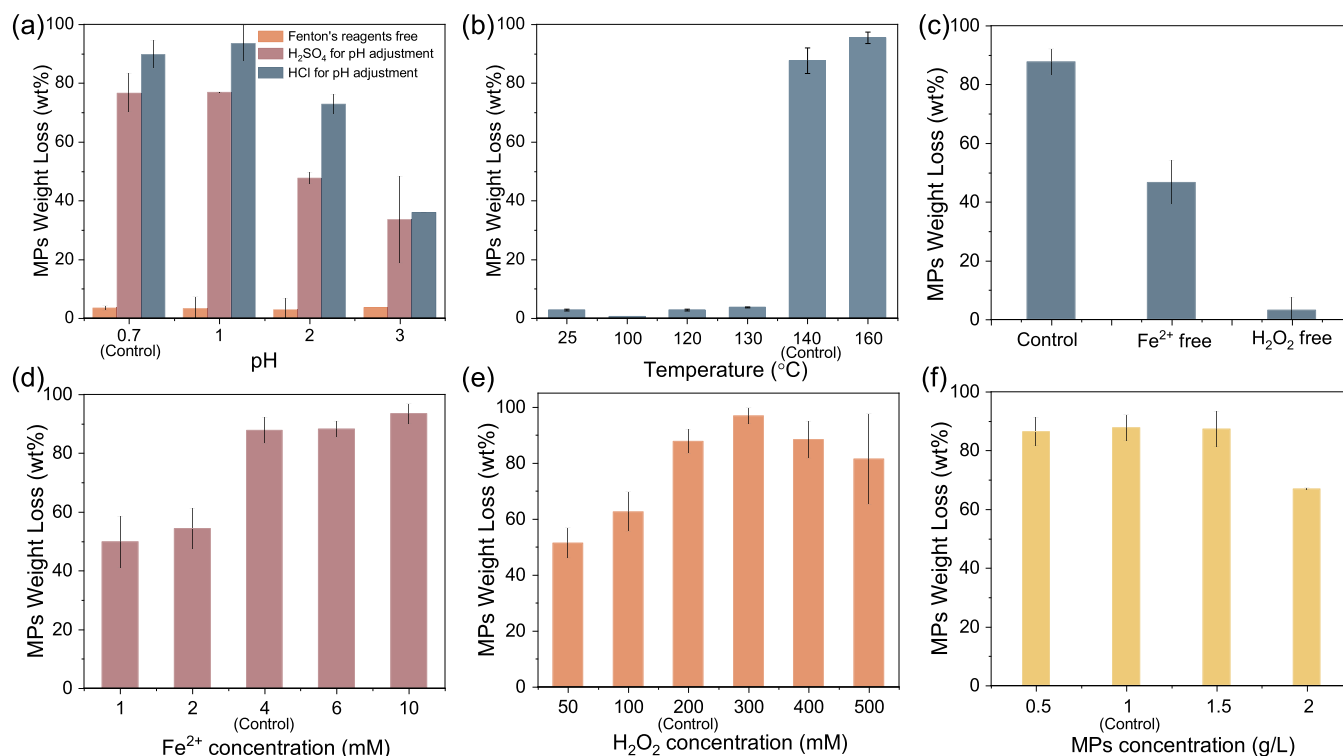 (a)
MPs Weight Loss (wt%)
100
80
60
40
20
0
Fenton's reagents free
H₂SO₄ for pH adjustment
HCl for pH adjustment
0.7 1 2 3
(Control)
pH
(b)
MPs Weight Loss (wt%)
100
80
60
40
20
0
25 100 120 130 140 160
(Control)
Temperature (°C)
(c)
MPs Weight Loss (wt%)
100
80
60
40
20
0
Control Fe²⁺ free H₂O₂ free
(d)
MPs Weight Loss (wt%)
100
80
60
40
20
0
1 2 4 6 10
(Control)
Fe²⁺ concentration (mM)
(e)
MPs Weight Loss (wt%)
100
80
60
40
20
0
50 100 200 300 400 500
(Control)
H₂O₂ concentration (mM)
(f)
MPs Weight Loss (wt%)
100
80
60
40
20
0
0.5 1 1.5 2
(Control)
MPs concentration (g/L)